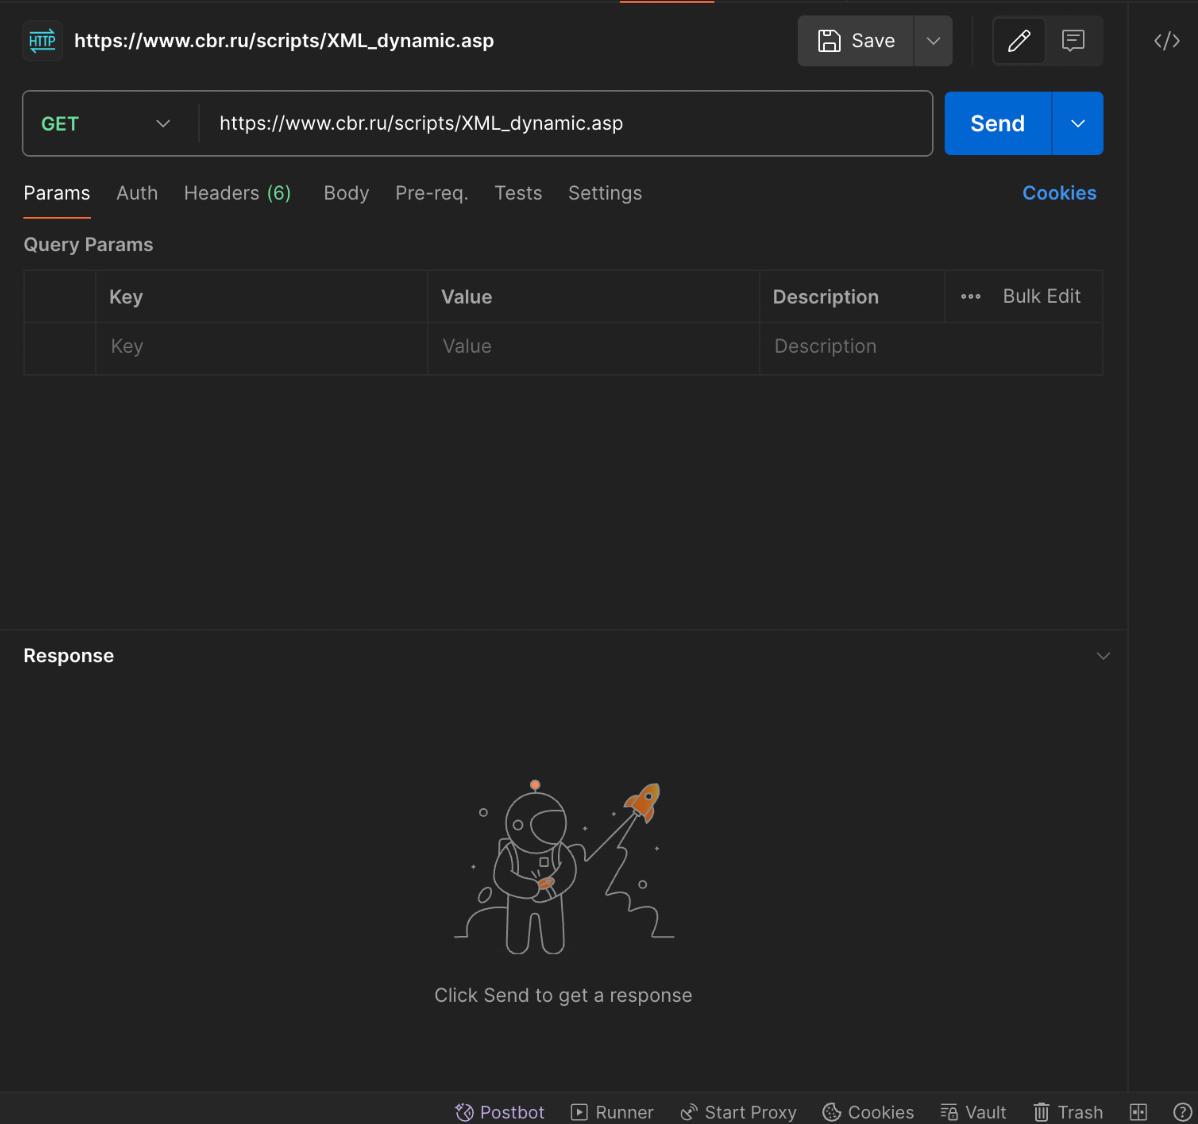 HTTP https://www.cbr.ru/scripts/XML_dynamic.asp Save
GET https://www.cbr.ru/scripts/XML_dynamic.asp Send
Params Auth Headers (6) Body Pre-req. Tests Settings Cookies
Query Params
Key Value Description Bulk Edit
Key Value Description
Response
Click Send to get a response
Postbot Runner Start Proxy Cookies Vault Trash